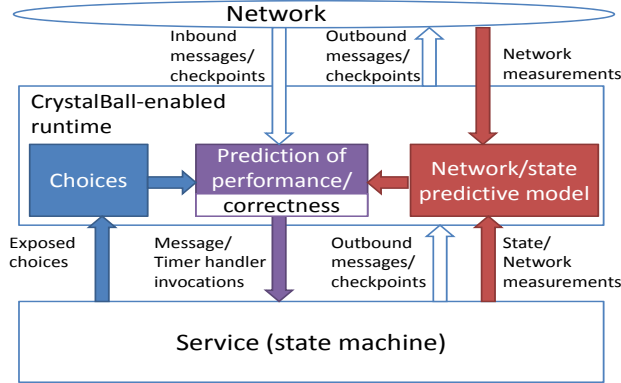 Network
Inbound
messages/
checkpoints
Outbound
messages/
checkpoints
Network
measurements
CrystalBall-enabled
runtime
Choices
Prediction of
performance/
correctness
Network/state
predictive model
Exposed
choices
Message/
Timer handler
invocations
Outbound
messages/
checkpoints
State/
Network
measurements
Service (state machine)